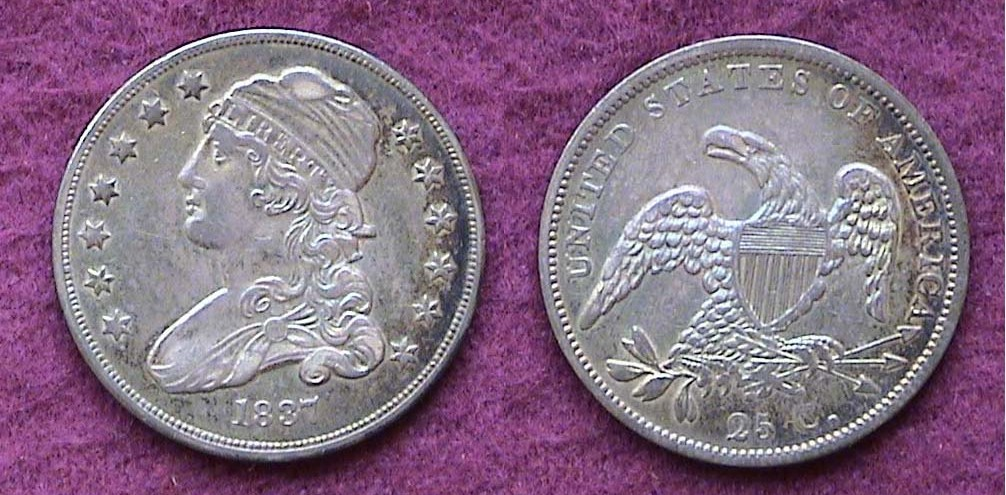 LIBERTY
1837
UNITED STATES OF AMERICA
25 C.